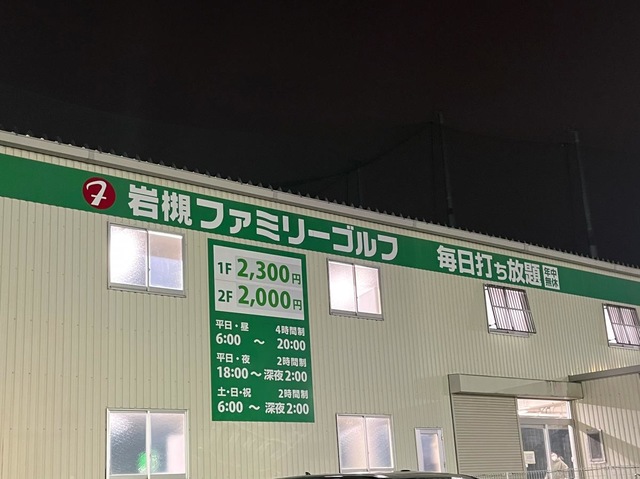 7 岩槻ファミリーゴルフ 毎日打ち放題 年中無休
1F 2,300円
2F 2,000円
平日・昼 4時間制
6:00 ～ 20:00
平日・夜 2時間制
18:00～深夜2:00
土・日・祝 2時間制
6:00～深夜2:00